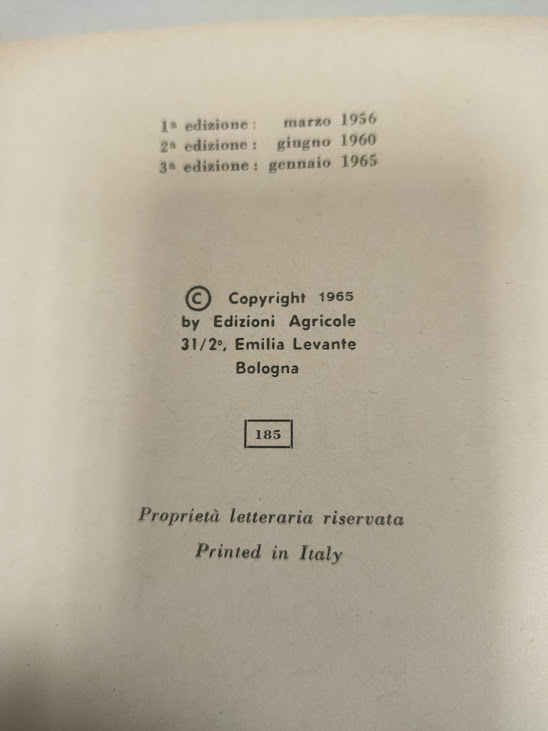 1ª edizione: marzo 1956
2ª edizione: giugno 1960
3ª edizione: gennaio 1965
© Copyright 1965
by Edizioni Agricole
31/2°, Emilia Levante
Bologna
185
Proprietà letteraria riservata
Printed in Italy